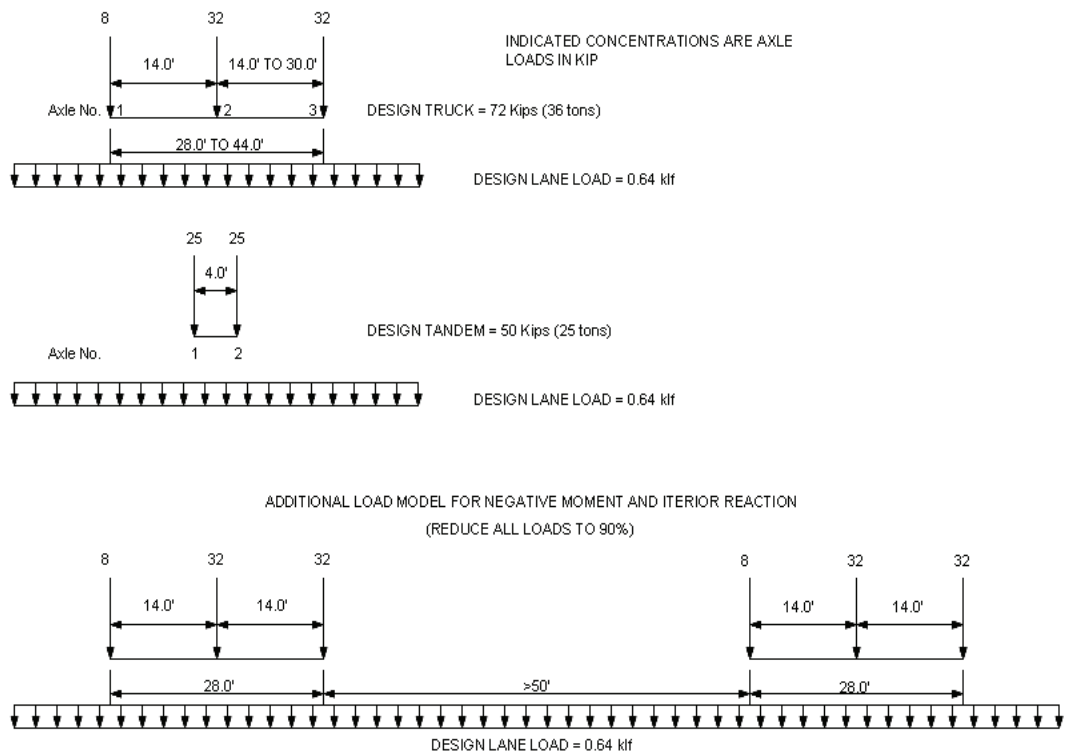 8 32 32
INDICATED CONCENTRATIONS ARE AXLE
LOADS IN KIP
14.0' 14.0' TO 30.0'
Axle No. 1 2 3 DESIGN TRUCK = 72 Kips (36 tons)
28.0' TO 44.0'
DESIGN LANE LOAD = 0.64 klf
25 25
4.0'
DESIGN TANDEM = 50 Kips (25 tons)
Axle No. 1 2
DESIGN LANE LOAD = 0.64 klf
ADDITIONAL LOAD MODEL FOR NEGATIVE MOMENT AND ITERIOR REACTION
(REDUCE ALL LOADS TO 90%)
8 32 32 8 32 32
14.0' 14.0' 14.0' 14.0'
28.0' >50' 28.0'
DESIGN LANE LOAD = 0.64 klf